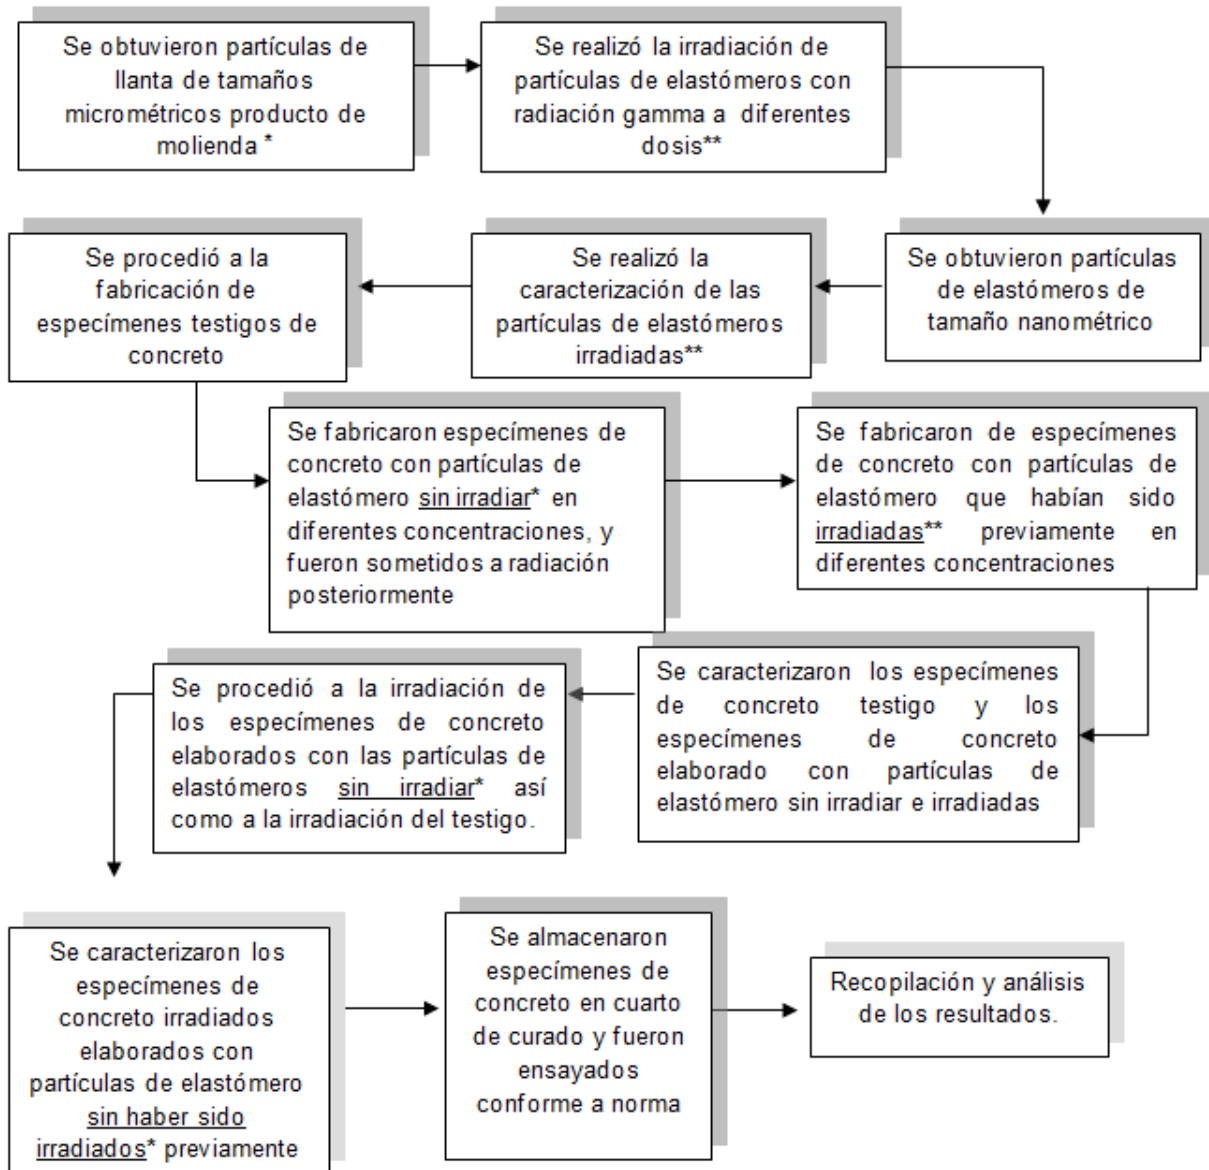 Se obtuvieron partículas de
llanta de tamaños
micrométricos producto de
molienda *
Se realizó la irradiación de
partículas de elastómeros con
radiación gamma a diferentes
dosis**
Se obtuvieron partículas
de elastómeros de
tamaño nanométrico
Se realizó la
caracterización de las
partículas de elastómeros
irradiadas**
Se procedió a la
fabricación de
especímenes testigos de
concreto
Se fabricaron especímenes de
concreto con partículas de
elastómero sin irradiar* en
diferentes concentraciones, y
fueron sometidos a radiación
posteriormente
Se fabricaron de especímenes
de concreto con partículas de
elastómero que habían sido
irradiadas** previamente en
diferentes concentraciones
Se caracterizaron los especímenes
de concreto testigo y los
especímenes de concreto
elaborado con partículas de
elastómero sin irradiar e irradiadas
Se procedió a la irradiación de
los especímenes de concreto
elaborados con las partículas de
elastómeros sin irradiar* así
como a la irradiación del testigo.
Se caracterizaron los
especímenes de
concreto irradiados
elaborados con
partículas de elastómero
sin haber sido
irradiados* previamente
Se almacenaron
especímenes de
concreto en cuarto
de curado y fueron
ensayados
conforme a norma
Recopilación y análisis
de los resultados.